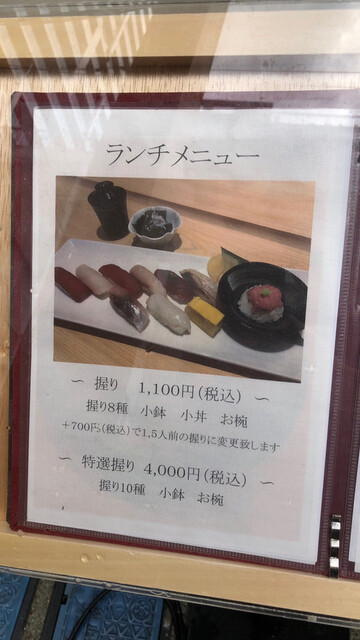 ランチメニュー
～ 握り 1,100円(税込) ～
握り8種 小鉢 小丼 お椀
+700円(税込)で1,5人前の握りに変更致します
～ 特選握り 4,000円(税込) ～
握り10種 小鉢 お椀